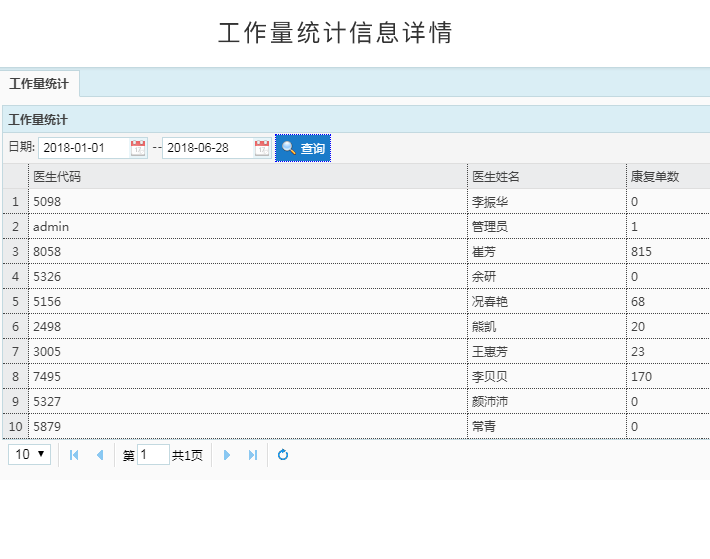 工作量统计信息详情
工作量统计
工作量统计
日期: 2018-01-01 -- 2018-06-28 查询
医生代码 医生姓名 康复单数
1 5098 李振华 0
2 admin 管理员 1
3 8058 崔芳 815
4 5326 余研 0
5 5156 况春艳 68
6 2498 熊凯 20
7 3005 王惠芳 23
8 7495 李贝贝 170
9 5327 颜沛沛 0
10 5879 常青 0
10 第 1 共1页